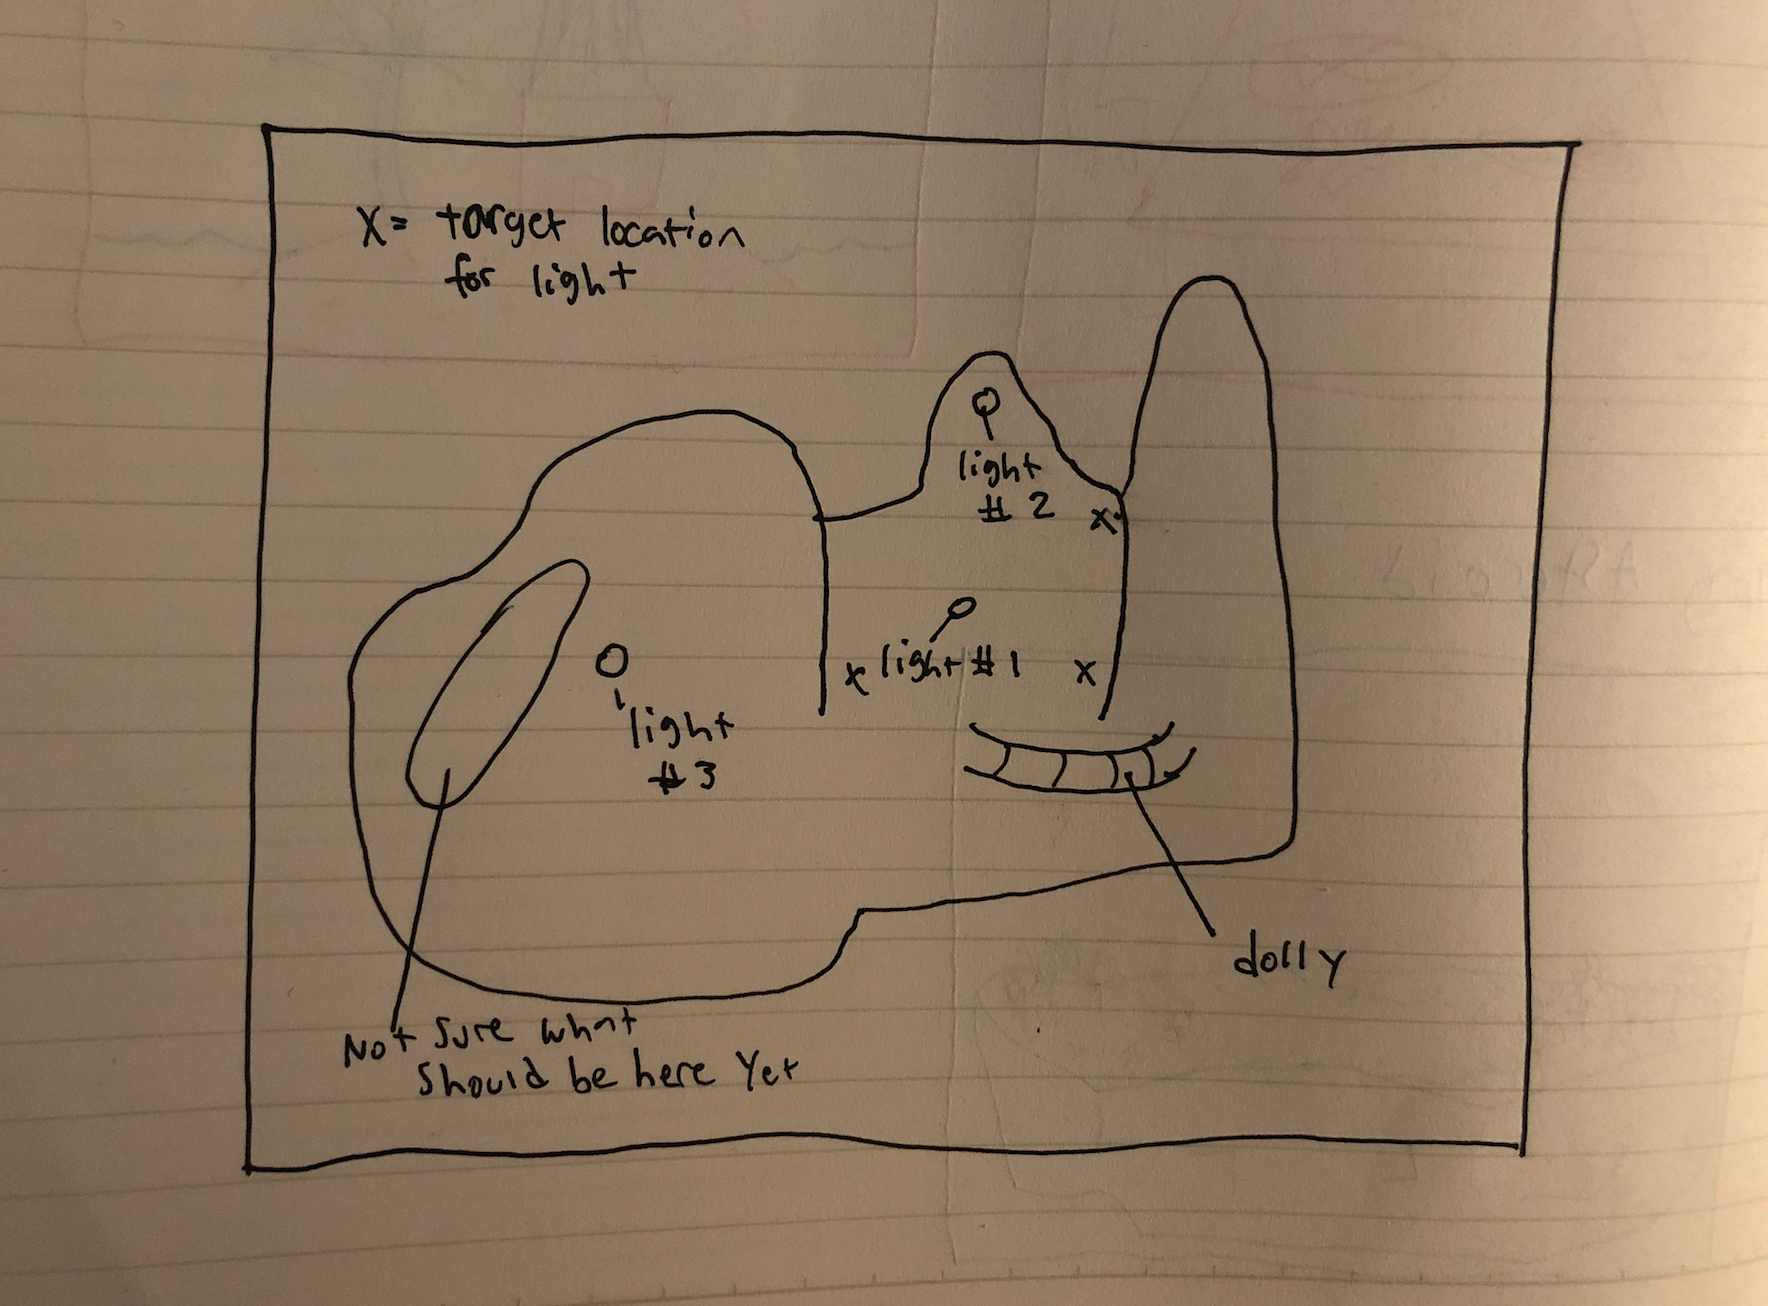 X= target location
for light
light
# 2
X
X light #1 X
light
#3
dolly
Not sure what
should be here yet